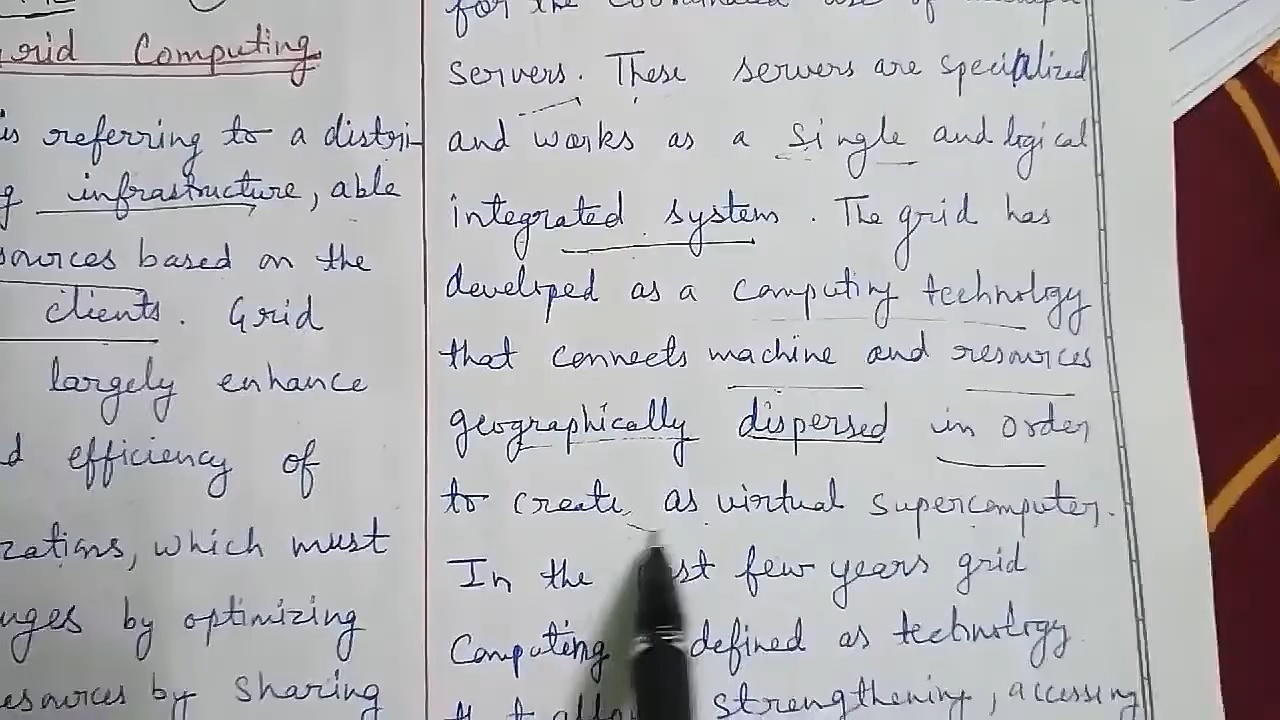 Grid Computing
is referring to a distri-
infrastructure, able
sources based on the
clients. Grid
largely enhance
efficiency of
zations, which must
by optimizing
by sharing
for the
servers. These servers are specialized
and works as a single and logical
integrated system. The grid has
developed as a computing technology
that connects machine and resources
geographically dispersed in order
to create as virtual supercomputer.
In the few years grid
Computing defined as technology
strengthening, accessing